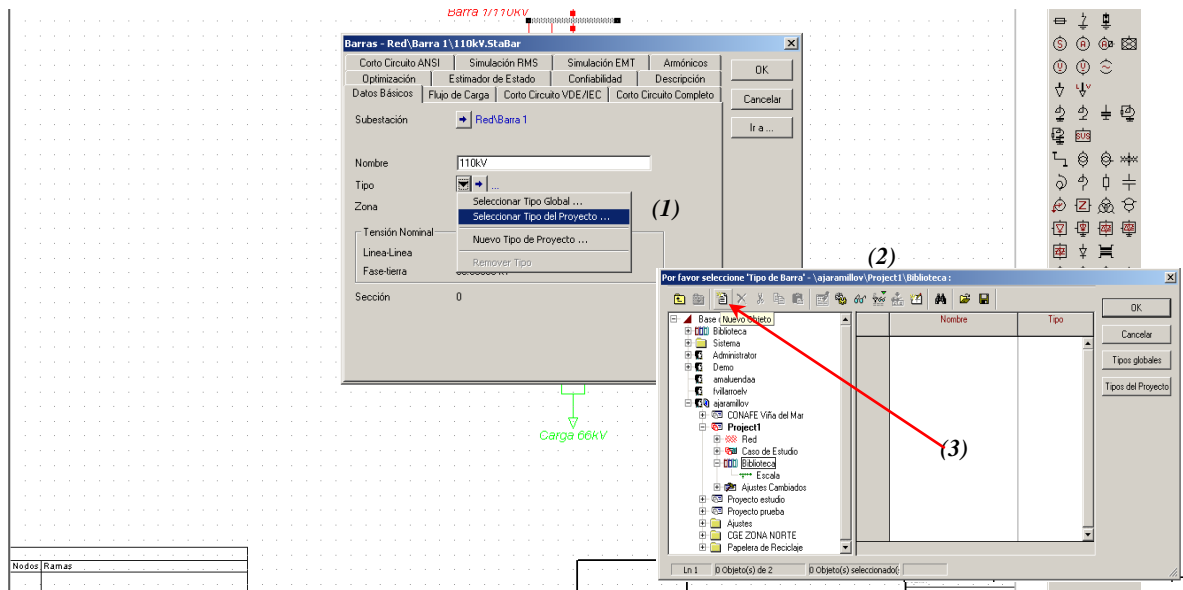 Barra 1/110kV
Barras - Red\Barra 1\110kV.StaBar
Corto Circuito ANSI
Simulación RMS
Simulación EMT
Armónicos
Optimización
Estimador de Estado
Confiabilidad
Descripción
Datos Básicos
Flujo de Carga
Corto Circuito VDE/IEC
Corto Circuito Completo
OK
Cancelar
Ir a ...
Subestación
Red\Barra 1
Nombre
110kV
Tipo
...
Zona
Seleccionar Tipo Global ...
Seleccionar Tipo del Proyecto ...
Nuevo Tipo de Proyecto ...
Remover Tipo
(1)
Tensión Nominal
Linea-Linea
Fase-tierra
Sección
0
(2)
Por favor seleccione 'Tipo de Barra' - \ajaramillov\Project1\Biblioteca :
Nuevo Objeto
Base
Biblioteca
Sistema
Administrator
Demo
amaluendaa
fvillarroelv
ajaramillov
CONAFE Viña del Mar
Project1
Red
Caso de Estudio
Biblioteca
Escala
Ajustes Cambiados
Proyecto estudio
Proyecto prueba
Ajustes
CGE ZONA NORTE
Papelera de Reciclaje
Nombre
Tipo
OK
Cancelar
Tipos globales
Tipos del Proyecto
(3)
Ln 1
0 Objeto(s) de 2
0 Objeto(s) seleccionado(
Carga 66kV
Nodos
Ramas